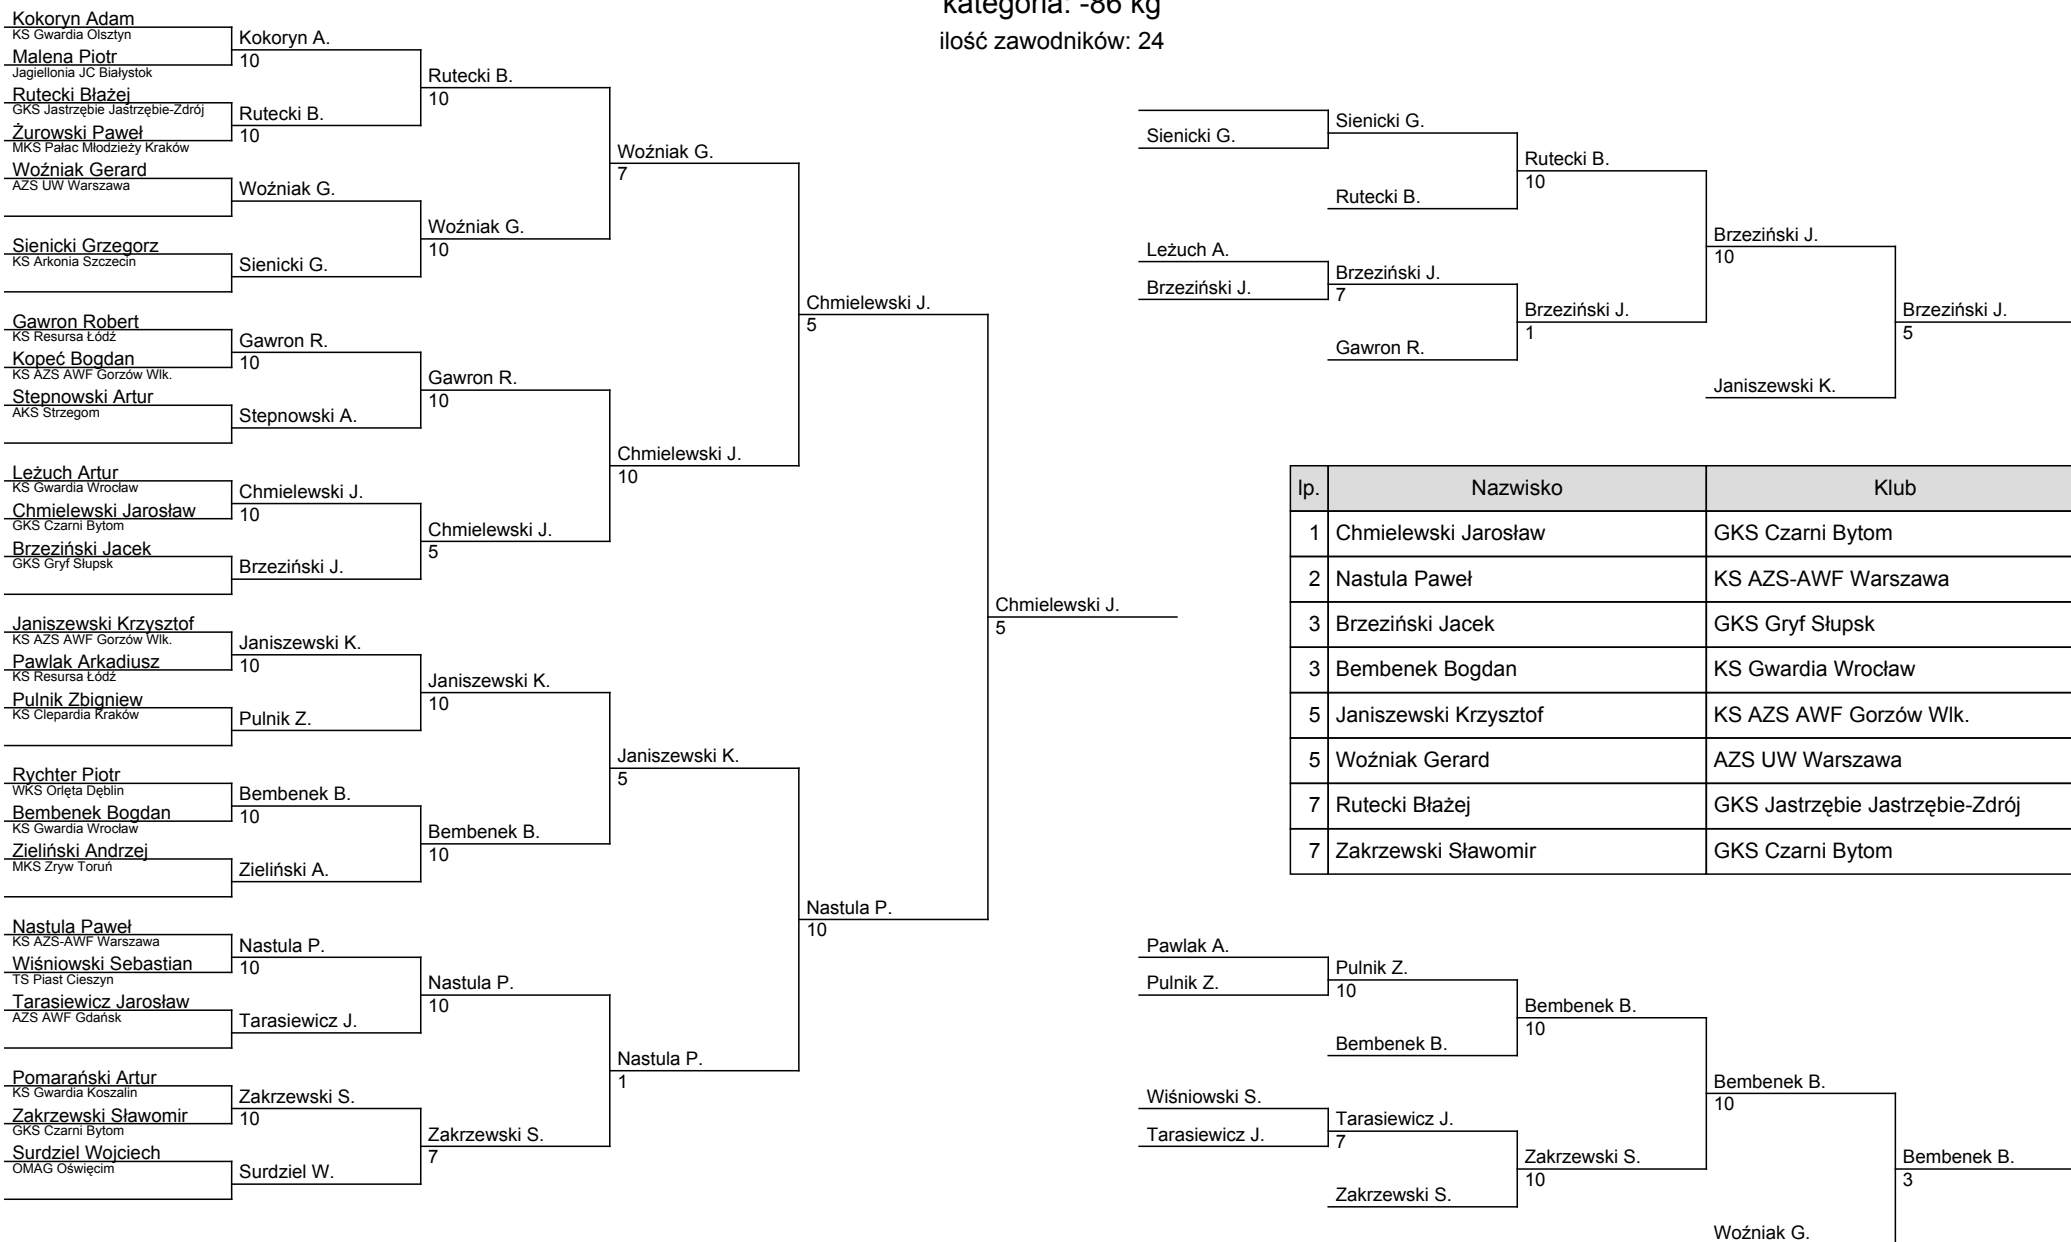 kategoria: -86 kg
ilość zawodników: 24
Kokoryn Adam
KS Gwardia Olsztyn
Malena Piotr
Jagiellonia JC Białystok
Rutecki Błażej
GKS Jastrzębie Jastrzębie-Zdrój
Żurowski Paweł
MKS Pałac Młodzieży Kraków
Woźniak Gerard
AZS UW Warszawa
Sienicki Grzegorz
KS Arkonia Szczecin
Gawron Robert
KS Resursa Łódź
Kopeć Bogdan
KS AZS AWF Gorzów Wlk.
Stepnowski Artur
AKS Strzegom
Leżuch Artur
KS Gwardia Wrocław
Chmielewski Jarosław
GKS Czarni Bytom
Brzeziński Jacek
GKS Gryf Słupsk
Janiszewski Krzysztof
KS AZS AWF Gorzów Wlk.
Pawlak Arkadiusz
KS Resursa Łódź
Pulnik Zbigniew
KS Clepardia Kraków
Rychter Piotr
WKS Orlęta Dęblin
Bembenek Bogdan
KS Gwardia Wrocław
Zieliński Andrzej
MKS Zryw Toruń
Nastula Paweł
KS AZS-AWF Warszawa
Wiśniowski Sebastian
TS Piast Cieszyn
Tarasiewicz Jarosław
AZS AWF Gdańsk
Pomarański Artur
KS Gwardia Koszalin
Zakrzewski Sławomir
GKS Czarni Bytom
Surdziel Wojciech
OMAG Oświęcim
Kokoryn A.
10
Rutecki B.
10
Woźniak G.
Sienicki G.
Gawron R.
10
Stepnowski A.
Chmielewski J.
10
Brzeziński J.
Janiszewski K.
10
Pulnik Z.
Bembenek B.
10
Zieliński A.
Nastula P.
10
Tarasiewicz J.
Zakrzewski S.
10
Surdziel W.
Rutecki B.
10
Woźniak G.
10
Gawron R.
10
Chmielewski J.
5
Janiszewski K.
10
Bembenek B.
10
Nastula P.
10
Zakrzewski S.
7
Woźniak G.
7
Chmielewski J.
10
Janiszewski K.
5
Nastula P.
1
Chmielewski J.
5
Nastula P.
10
Chmielewski J.
5
Sienicki G.
Leżuch A.
Brzeziński J.
Sienicki G.
Rutecki B.
Brzeziński J.
7
Gawron R.
Rutecki B.
10
Brzeziński J.
1
Brzeziński J.
10
Janiszewski K.
Brzeziński J.
5
lp. Nazwisko Klub
1 Chmielewski Jarosław GKS Czarni Bytom
2 Nastula Paweł KS AZS-AWF Warszawa
3 Brzeziński Jacek GKS Gryf Słupsk
3 Bembenek Bogdan KS Gwardia Wrocław
5 Janiszewski Krzysztof KS AZS AWF Gorzów Wlk.
5 Woźniak Gerard AZS UW Warszawa
7 Rutecki Błażej GKS Jastrzębie Jastrzębie-Zdrój
7 Zakrzewski Sławomir GKS Czarni Bytom
Pawlak A.
Pulnik Z.
Wiśniowski S.
Tarasiewicz J.
Pulnik Z.
10
Bembenek B.
Tarasiewicz J.
7
Zakrzewski S.
Bembenek B.
10
Zakrzewski S.
10
Bembenek B.
10
Woźniak G.
Bembenek B.
3